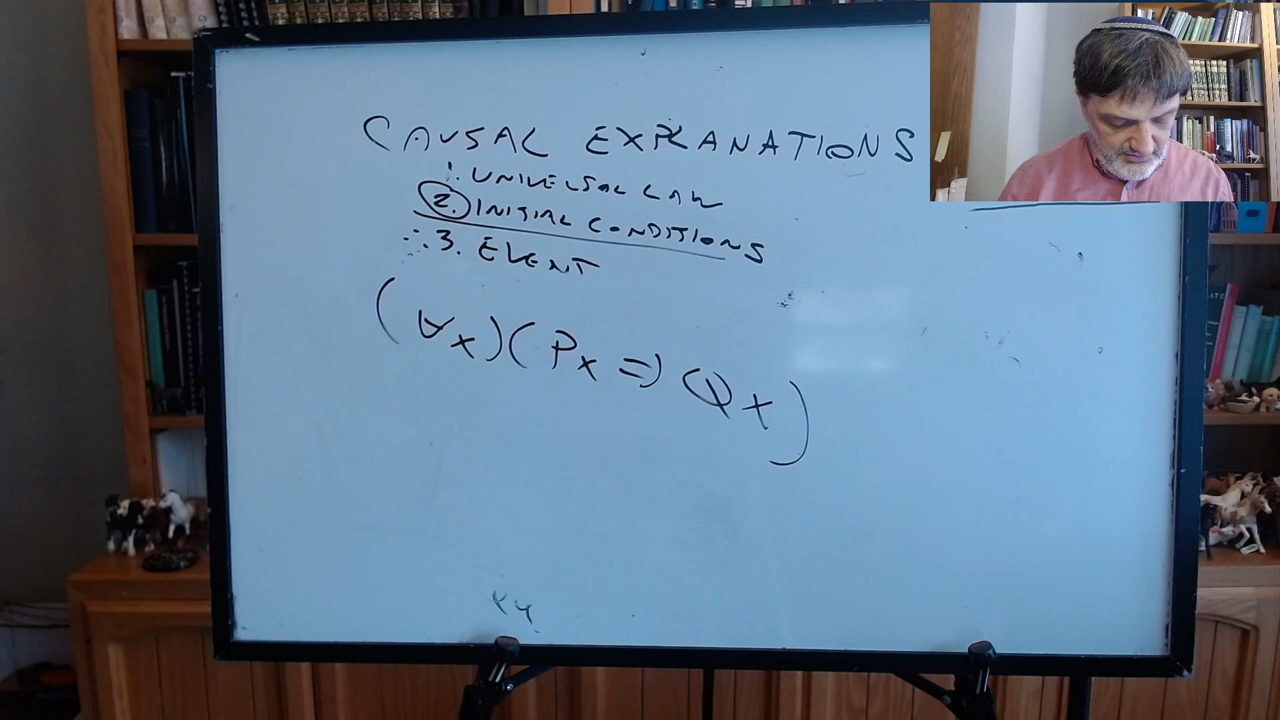 CAUSAL EXPLANATIONS
1. UNIVERSAL LAW
2. INITIAL CONDITIONS
∴ 3. EVENT
(∀x)(Px ⇒ Qx)